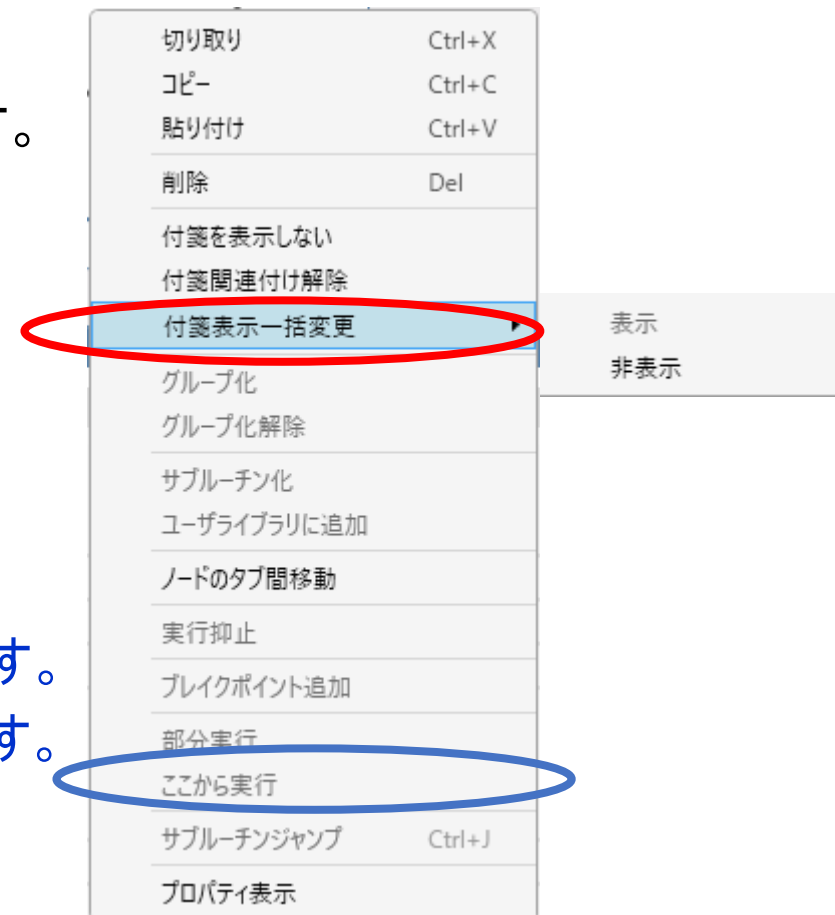 切り取り Ctrl+X
コピー Ctrl+C
す。
貼り付け Ctrl+V
削除 Del
付箋を表示しない
付箋関連付け解除
付箋表示一括変更
表示
非表示
グループ化
グループ化解除
サブルーチン化
ユーザライブラリに追加
ノードのタブ間移動
実行抑止
す。
ブレイクポイント追加
す。
部分実行
ここから実行
サブルーチンジャンプ Ctrl+J
プロパティ表示